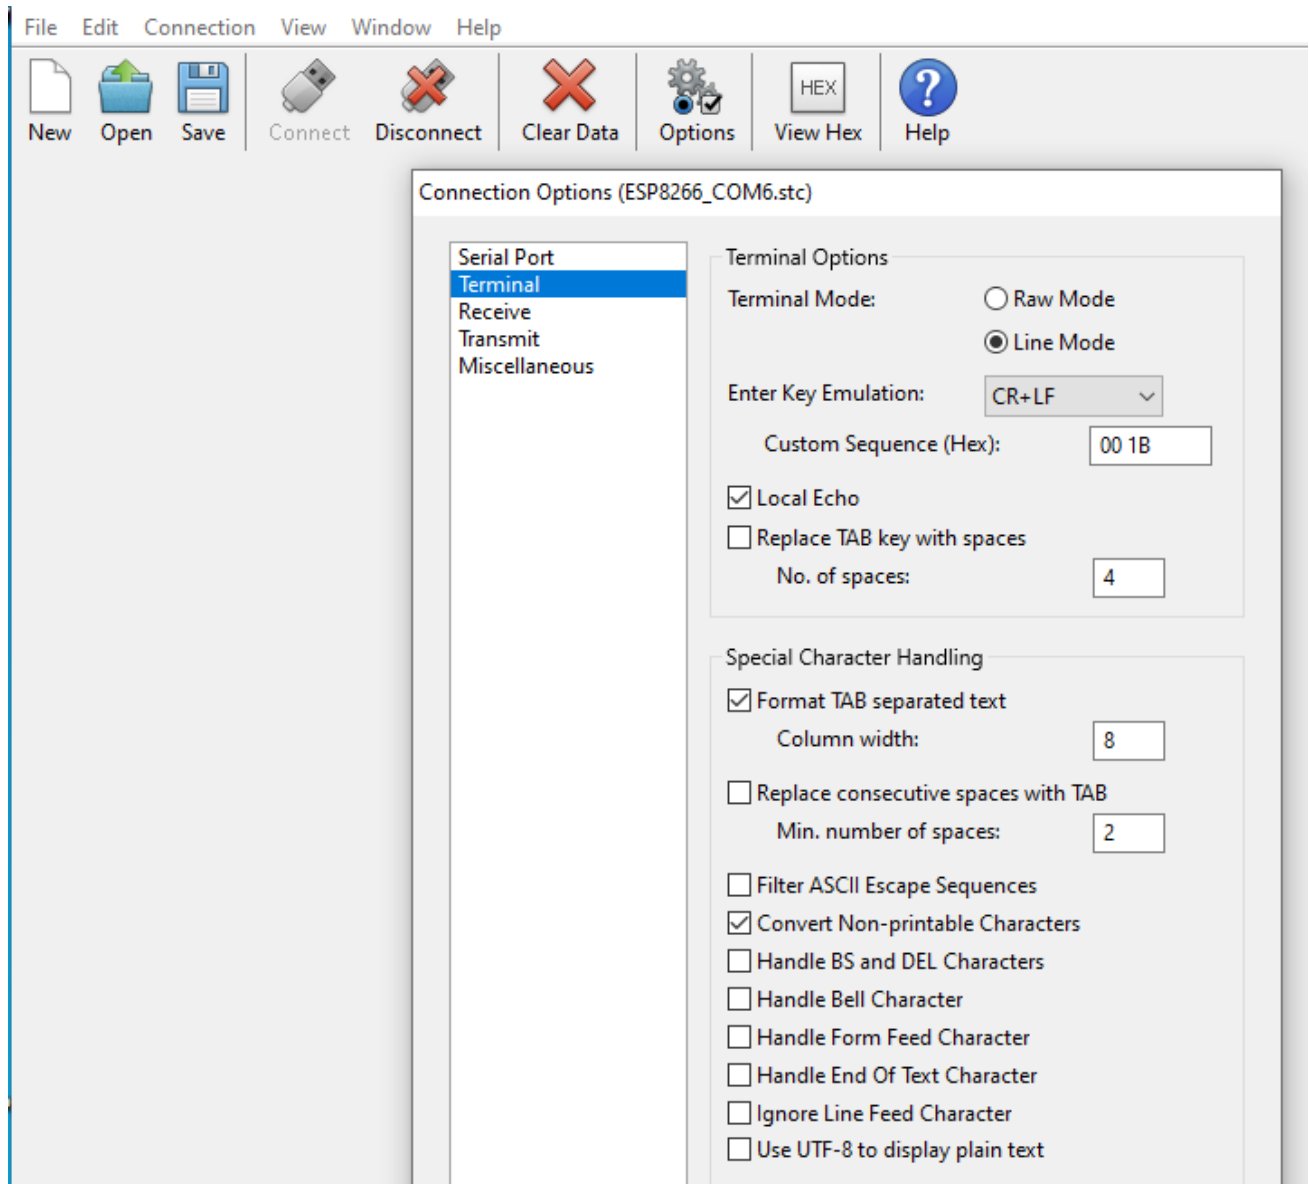 File Edit Connection View Window Help
HEX
New Open Save Connect Disconnect Clear Data Options View Hex Help
Connection Options (ESP8266_COM6.stc)
Serial Port
Terminal
Receive
Transmit
Miscellaneous
Terminal Options
Terminal Mode: Raw Mode
Line Mode
Enter Key Emulation: CR+LF
Custom Sequence (Hex): 00 1B
Local Echo
Replace TAB key with spaces
No. of spaces: 4
Special Character Handling
Format TAB separated text
Column width: 8
Replace consecutive spaces with TAB
Min. number of spaces: 2
Filter ASCII Escape Sequences
Convert Non-printable Characters
Handle BS and DEL Characters
Handle Bell Character
Handle Form Feed Character
Handle End Of Text Character
Ignore Line Feed Character
Use UTF-8 to display plain text